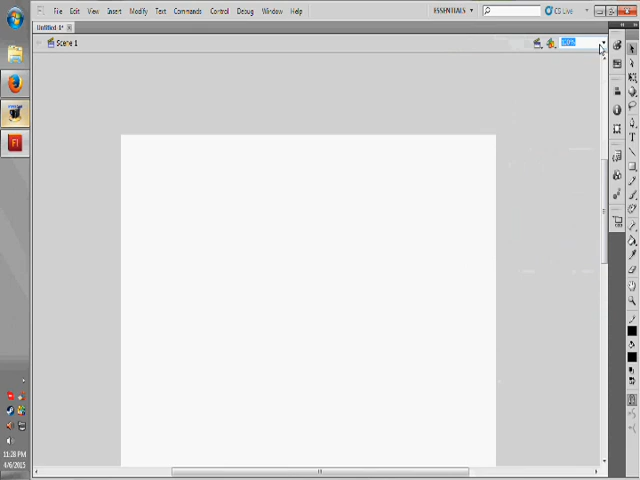 File Edit View Insert Modify Text Commands Control Debug Window Help
ESSENTIALS
CS Live
Untitled-1*
Scene 1
Fl
11:28 PM
4/6/2015